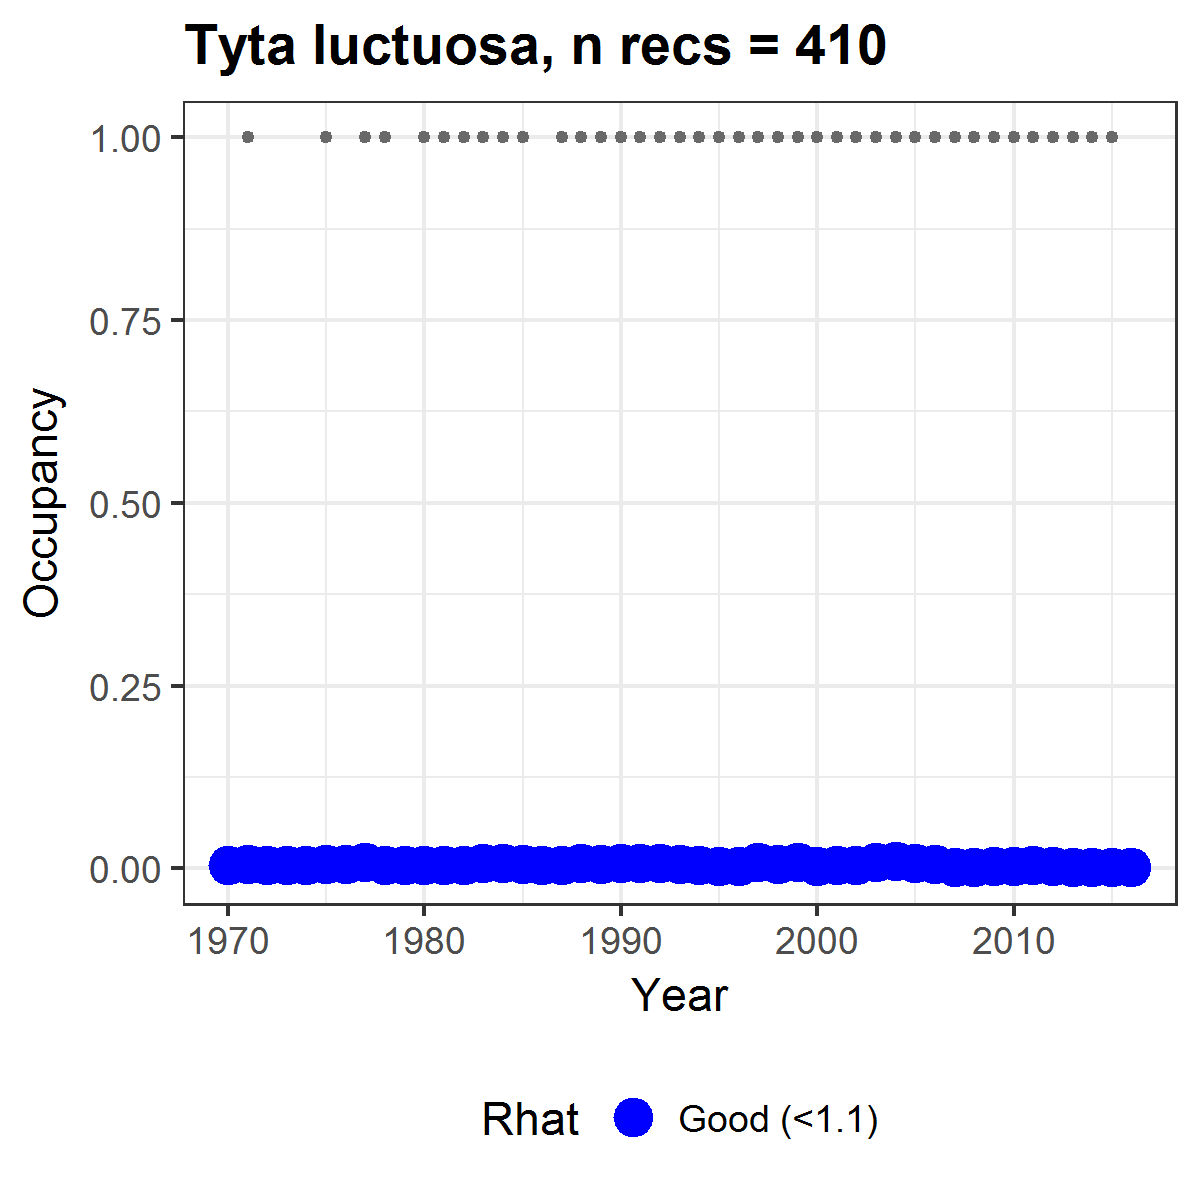 Tyta luctuosa, n recs = 410
1.00
0.75
0.50
0.25
0.00
Occupancy
1970 1980 1990 2000 2010
Year
Rhat Good (<1.1)